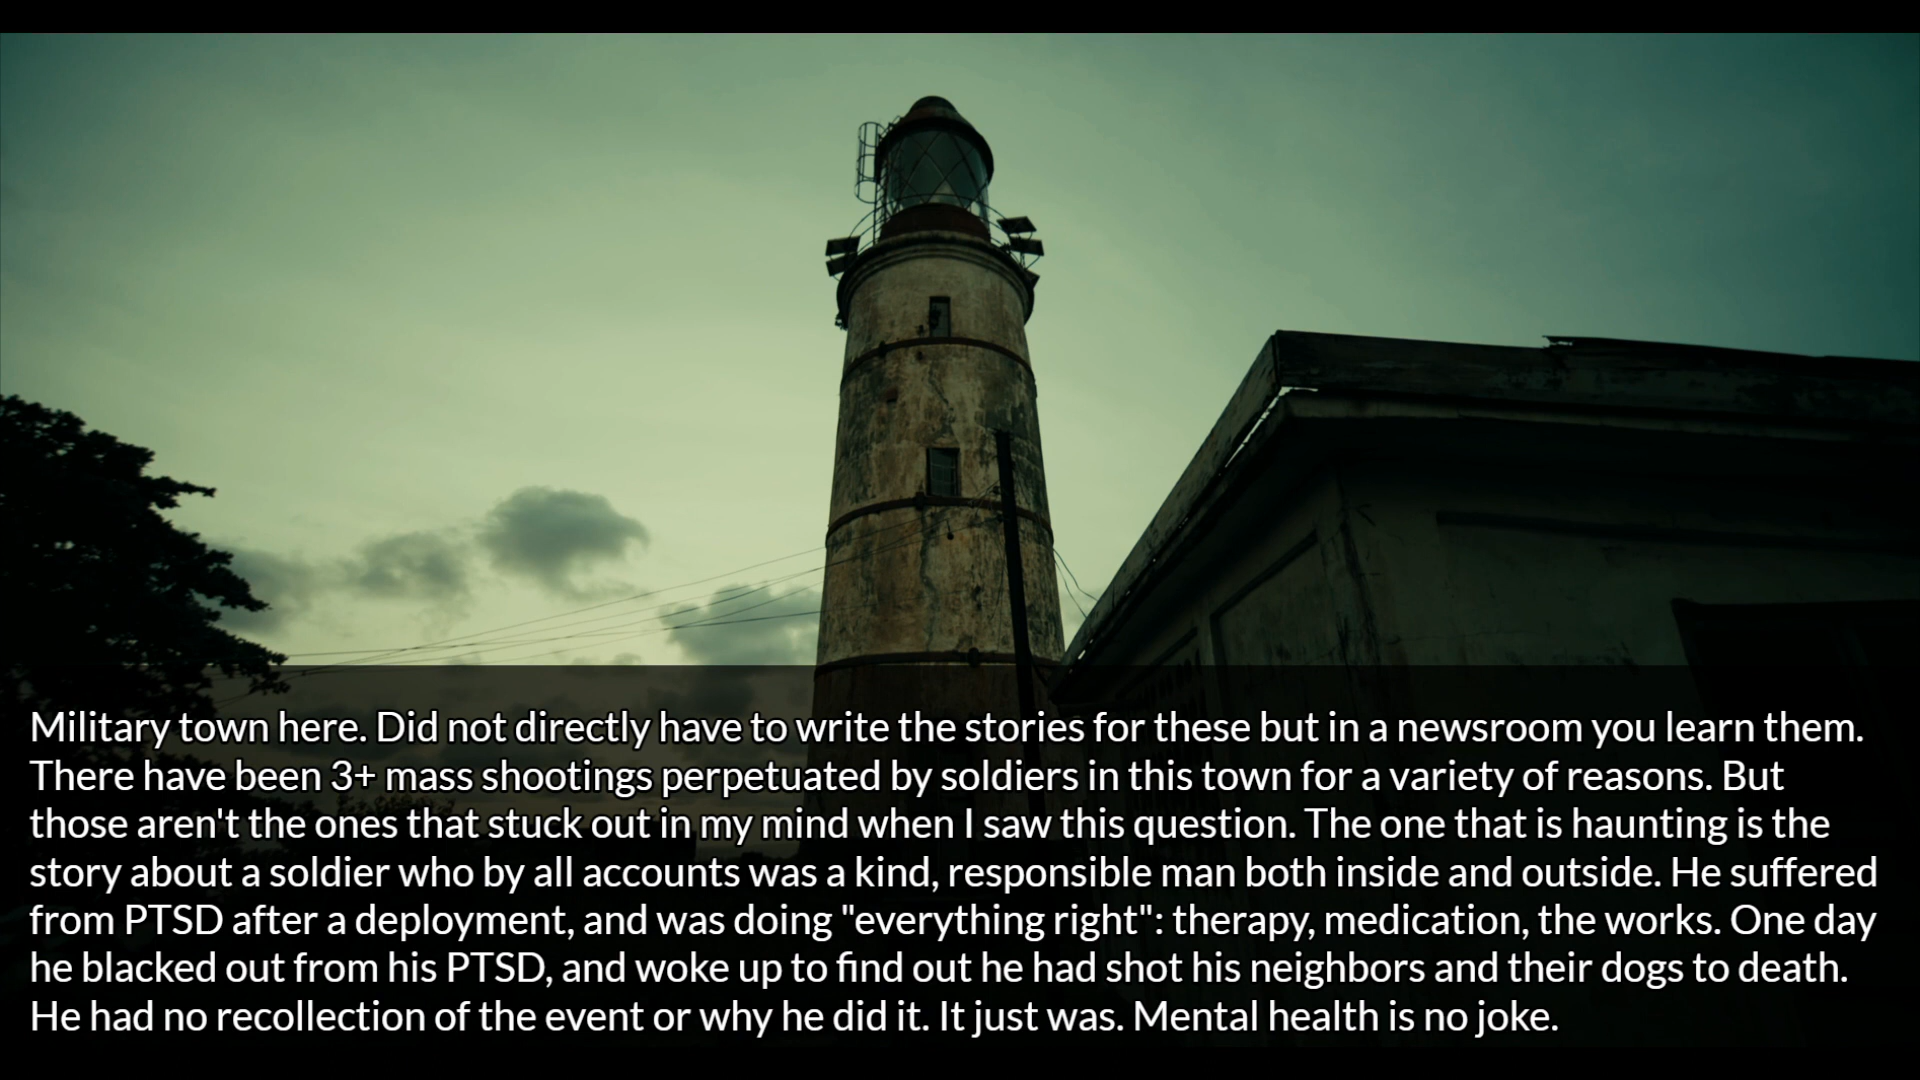 Military town here. Did not directly have to write the stories for these but in a newsroom you learn them.
There have been 3+ mass shootings perpetuated by soldiers in this town for a variety of reasons. But
those aren't the ones that stuck out in my mind when I saw this question. The one that is haunting is the
story about a soldier who by all accounts was a kind, responsible man both inside and outside. He suffered
from PTSD after a deployment, and was doing "everything right": therapy, medication, the works. One day
he blacked out from his PTSD, and woke up to find out he had shot his neighbors and their dogs to death.
He had no recollection of the event or why he did it. It just was. Mental health is no joke.